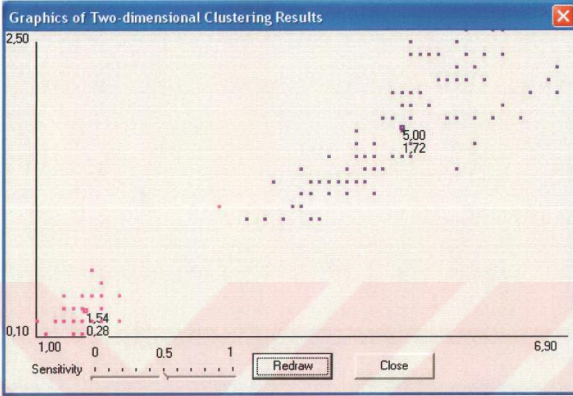 Graphics of Two-dimensional Clustering Results
2,50
5,00
1,72
1,54
0,28
0,10
1,00
6,90
0
0.5
1
Sensitivity
Redraw
Close